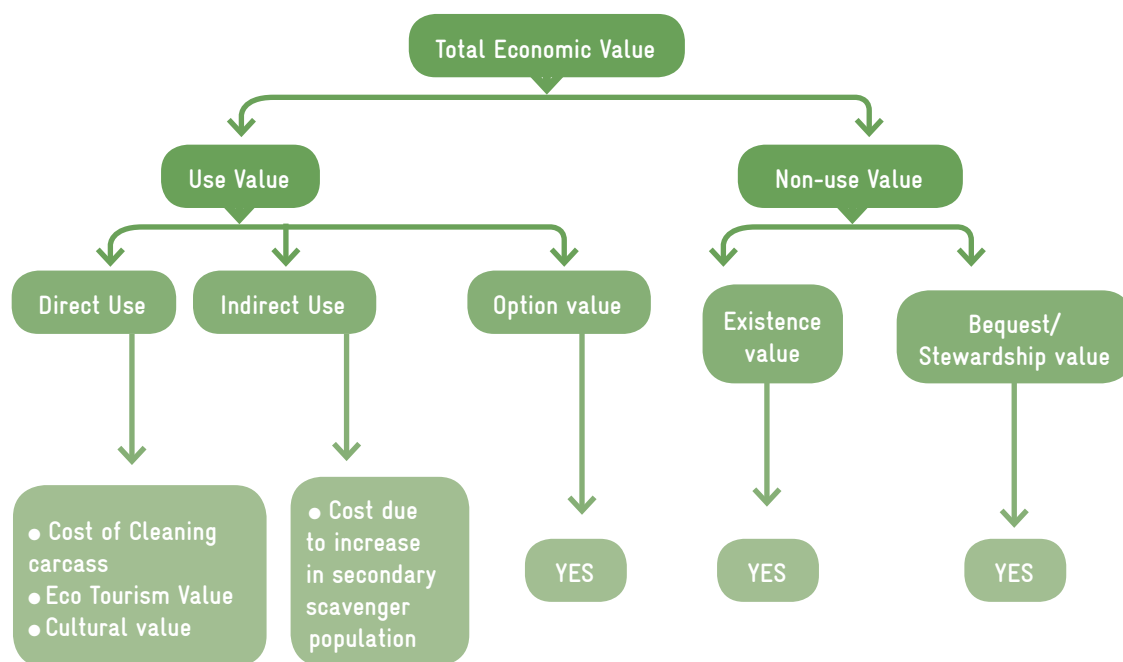 Total Economic Value
Use Value
Non-use Value
Direct Use
Indirect Use
Option value
Existence
value
Bequest/
Stewardship value
● Cost of Cleaning
carcass
● Eco Tourism Value
● Cultural value
● Cost due
to increase
in secondary
scavenger
population
YES
YES
YES